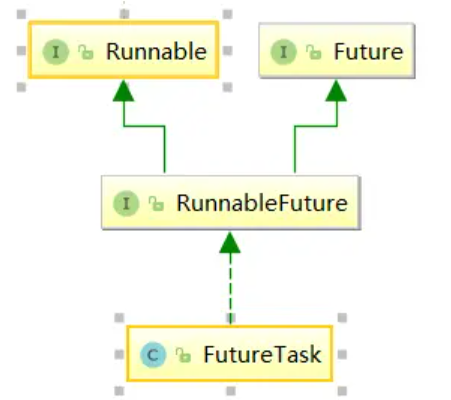 I Runnable
I Future
I RunnableFuture
C FutureTask